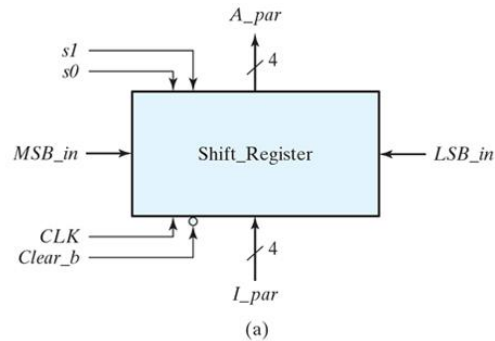 A_par
4
s1
s0
MSB_in
Shift_Register
LSB_in
CLK
Clear_b
4
I_par
(a)